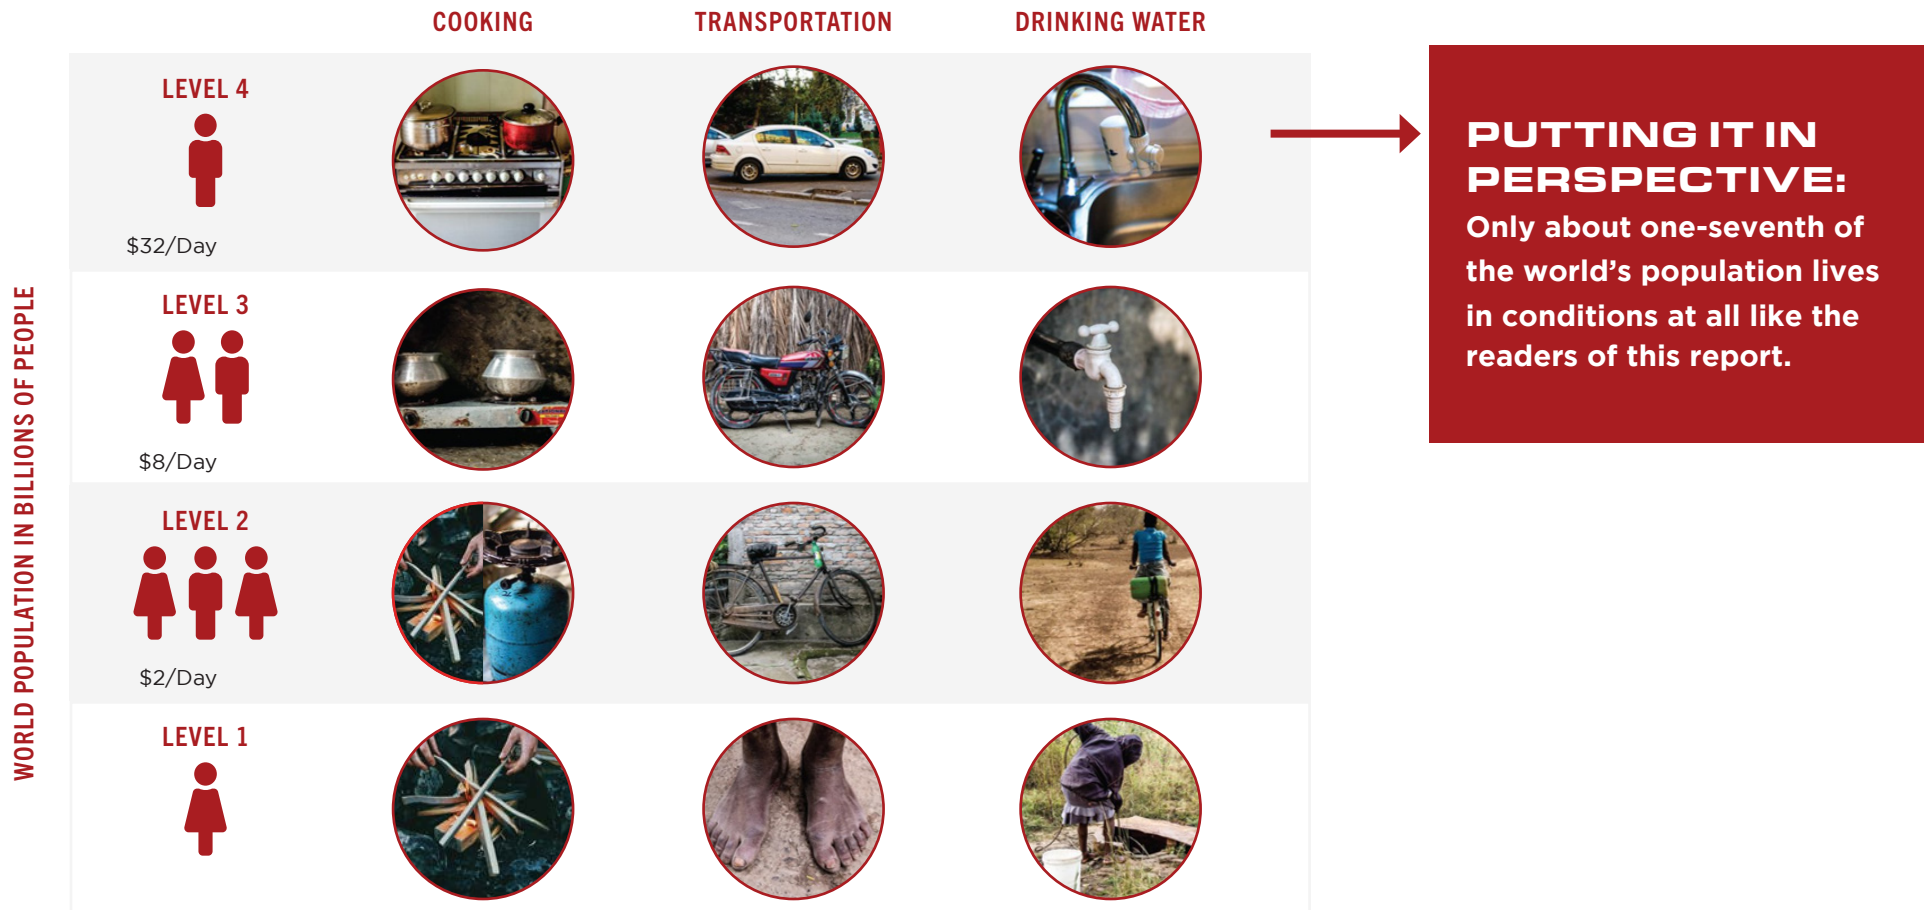 COOKING
TRANSPORTATION
DRINKING WATER
WORLD POPULATION IN BILLIONS OF PEOPLE
LEVEL 4
$32/Day
LEVEL 3
$8/Day
LEVEL 2
$2/Day
LEVEL 1
PUTTING IT IN
PERSPECTIVE:
Only about one-seventh of
the world's population lives
in conditions at all like the
readers of this report.